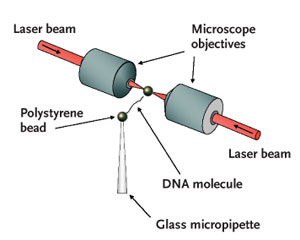 Laser beam
Microscope
objectives
Polystyrene
bead
Laser beam
DNA molecule
Glass micropipette